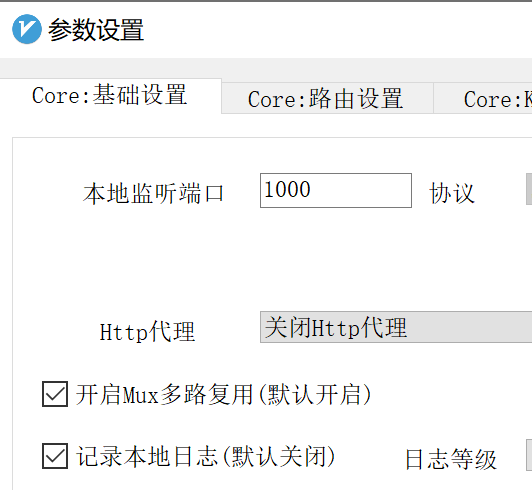 参数设置
Core:基础设置 Core:路由设置 Core:K
本地监听端口 1000 协议
Http代理 关闭Http代理
开启Mux多路复用(默认开启)
记录本地日志(默认关闭) 日志等级